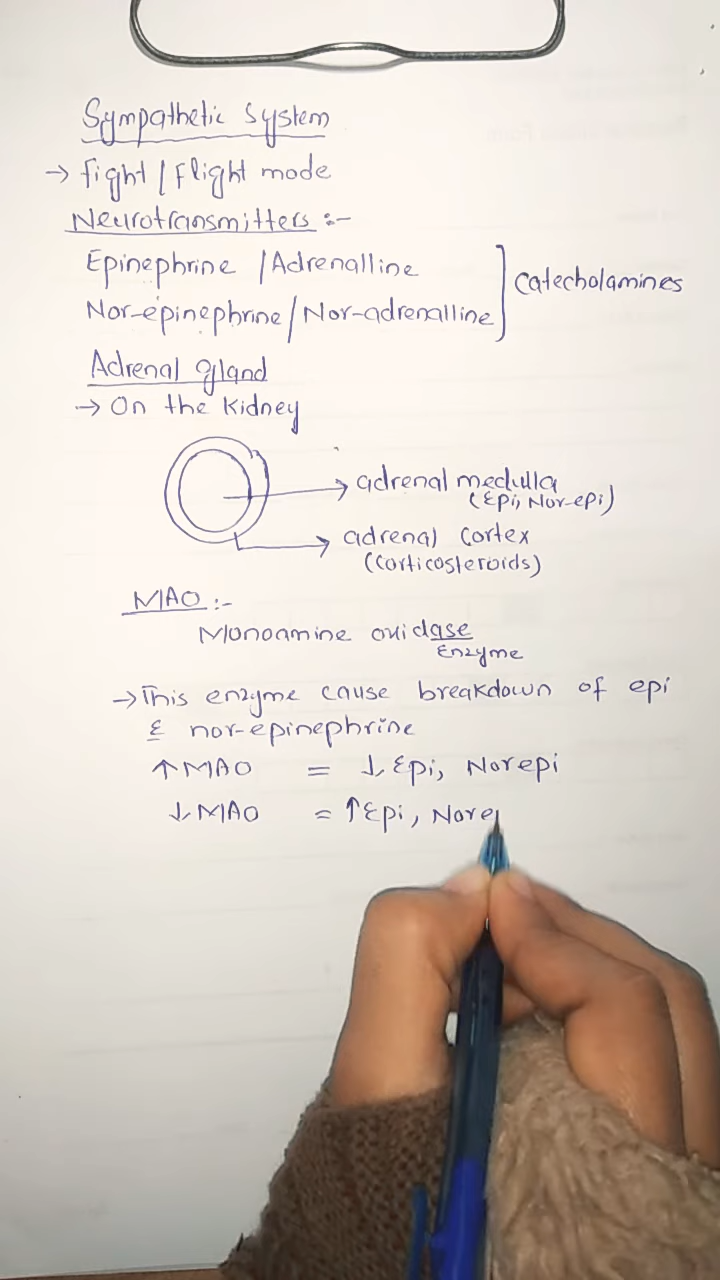 Sympathetic System
→ fight / Flight mode
Neurotransmitters :-
Epinephrine / Adrenalline
Nor-epinephrine / Nor-adrenalline
Catecholamines
Adrenal gland
→ On the kidney
adrenal medulla
(Epi, Nor-epi)
adrenal cortex
(corticosteroids)
MAO :-
Monoamine oxidase
Enzyme
→ This enzyme cause breakdown of epi
& nor-epinephrine
↑ MAO = ↓ Epi, Norepi
↓ MAO = ↑ Epi, Nore